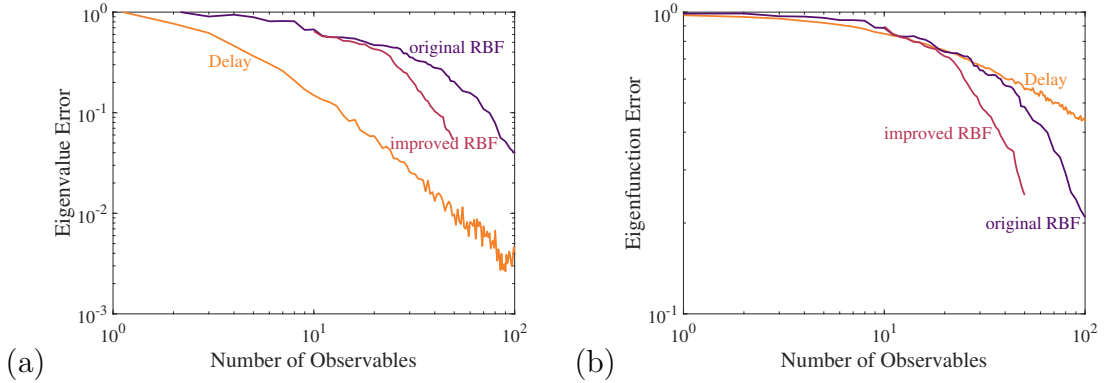 10^0
10^-1
10^-2
10^-3
Eigenvalue Error
original RBF
Delay
improved RBF
10^0
10^1
10^2
Number of Observables
(a)
10^0
10^-1
Eigenfunction Error
Delay
improved RBF
original RBF
10^0
10^1
10^2
Number of Observables
(b)